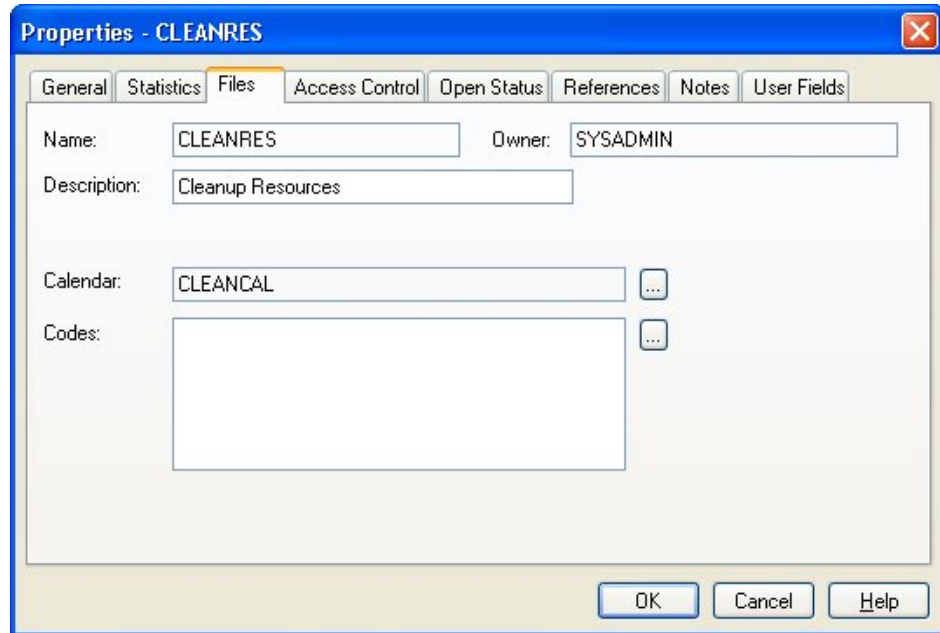 Properties - CLEANRES
General Statistics Files Access Control Open Status References Notes User Fields
Name: CLEANRES Owner: SYSADMIN
Description: Cleanup Resources
Calendar: CLEANCAL ...
Codes: ...
OK Cancel Help